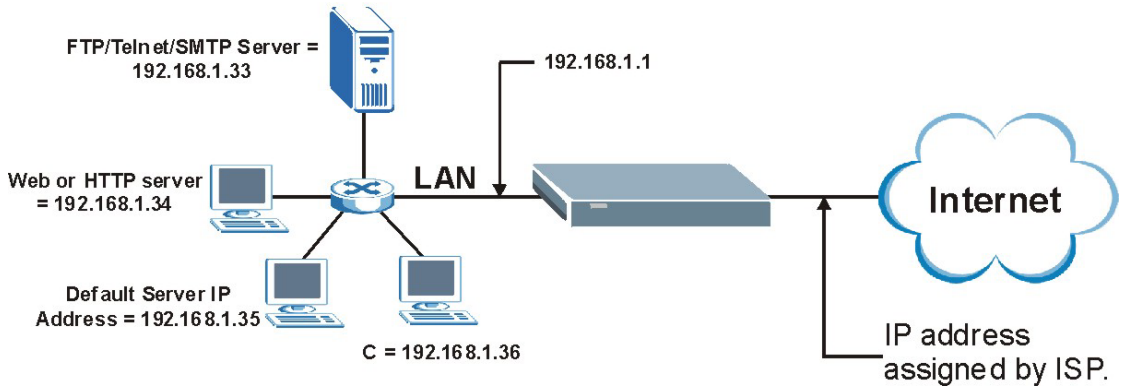 FTP/Telnet/SMTP Server =
192.168.1.33
192.168.1.1
Web or HTTP server
= 192.168.1.34
LAN
Internet
Default Server IP
Address = 192.168.1.35
C = 192.168.1.36
IP address
assigned by ISP.